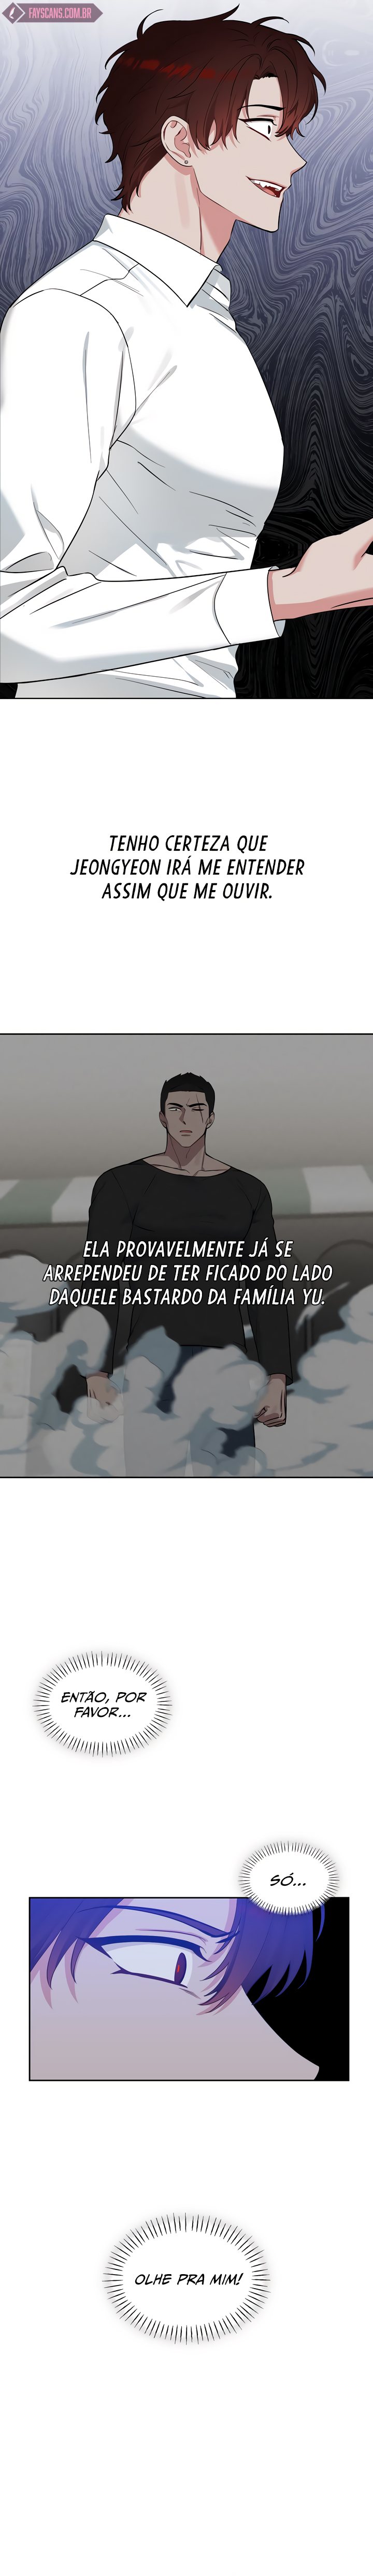 FAYSCANS.COM.BR
TENHO CERTEZA QUE
JEONGYEON IRÁ ME ENTENDER
ASSIM QUE ME OUVIR.
ELA PROVAVELMENTE JÁ SE
ARREPENDEU DE TER FICADO DO LADO
DAQUELE BASTARDO DA FAMÍLIA YU.
ENTÃO, POR
FAVOR...
SÓ...
OLHE PRA MIM!